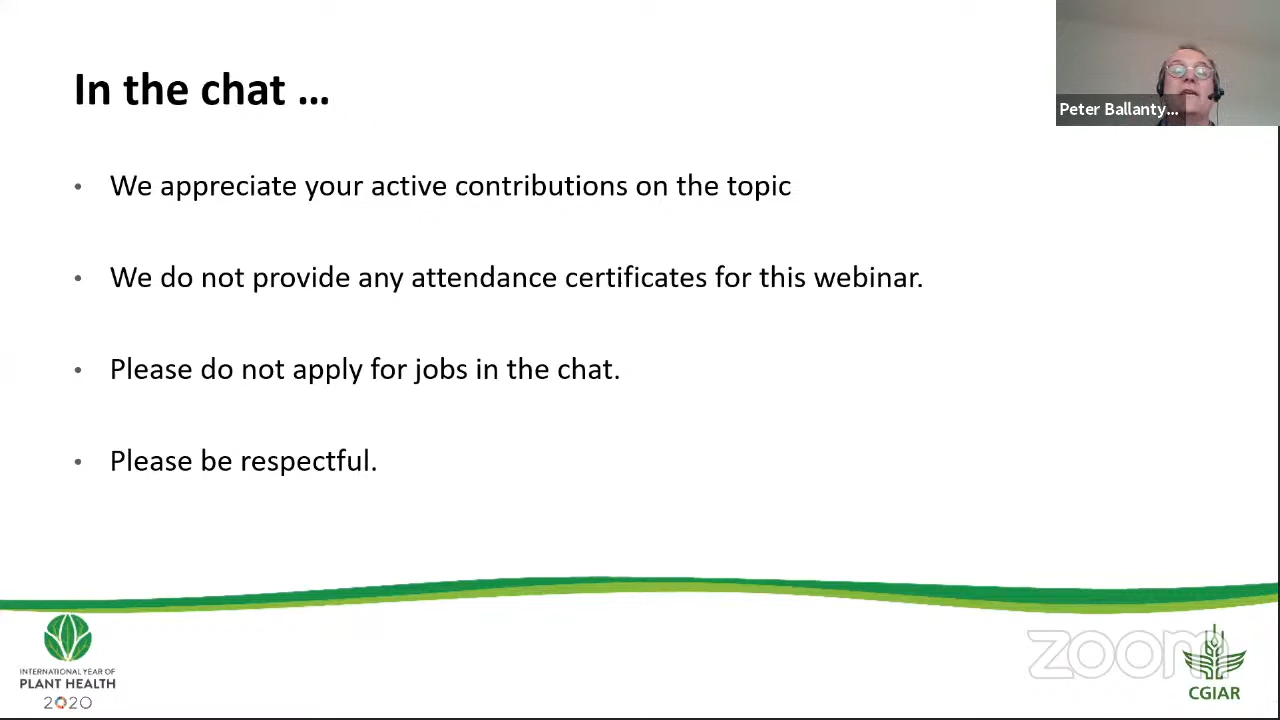 In the chat ...
Peter Ballanty...
• We appreciate your active contributions on the topic
• We do not provide any attendance certificates for this webinar.
• Please do not apply for jobs in the chat.
• Please be respectful.
INTERNATIONAL YEAR OF
PLANT HEALTH
2020
zoom
CGIAR